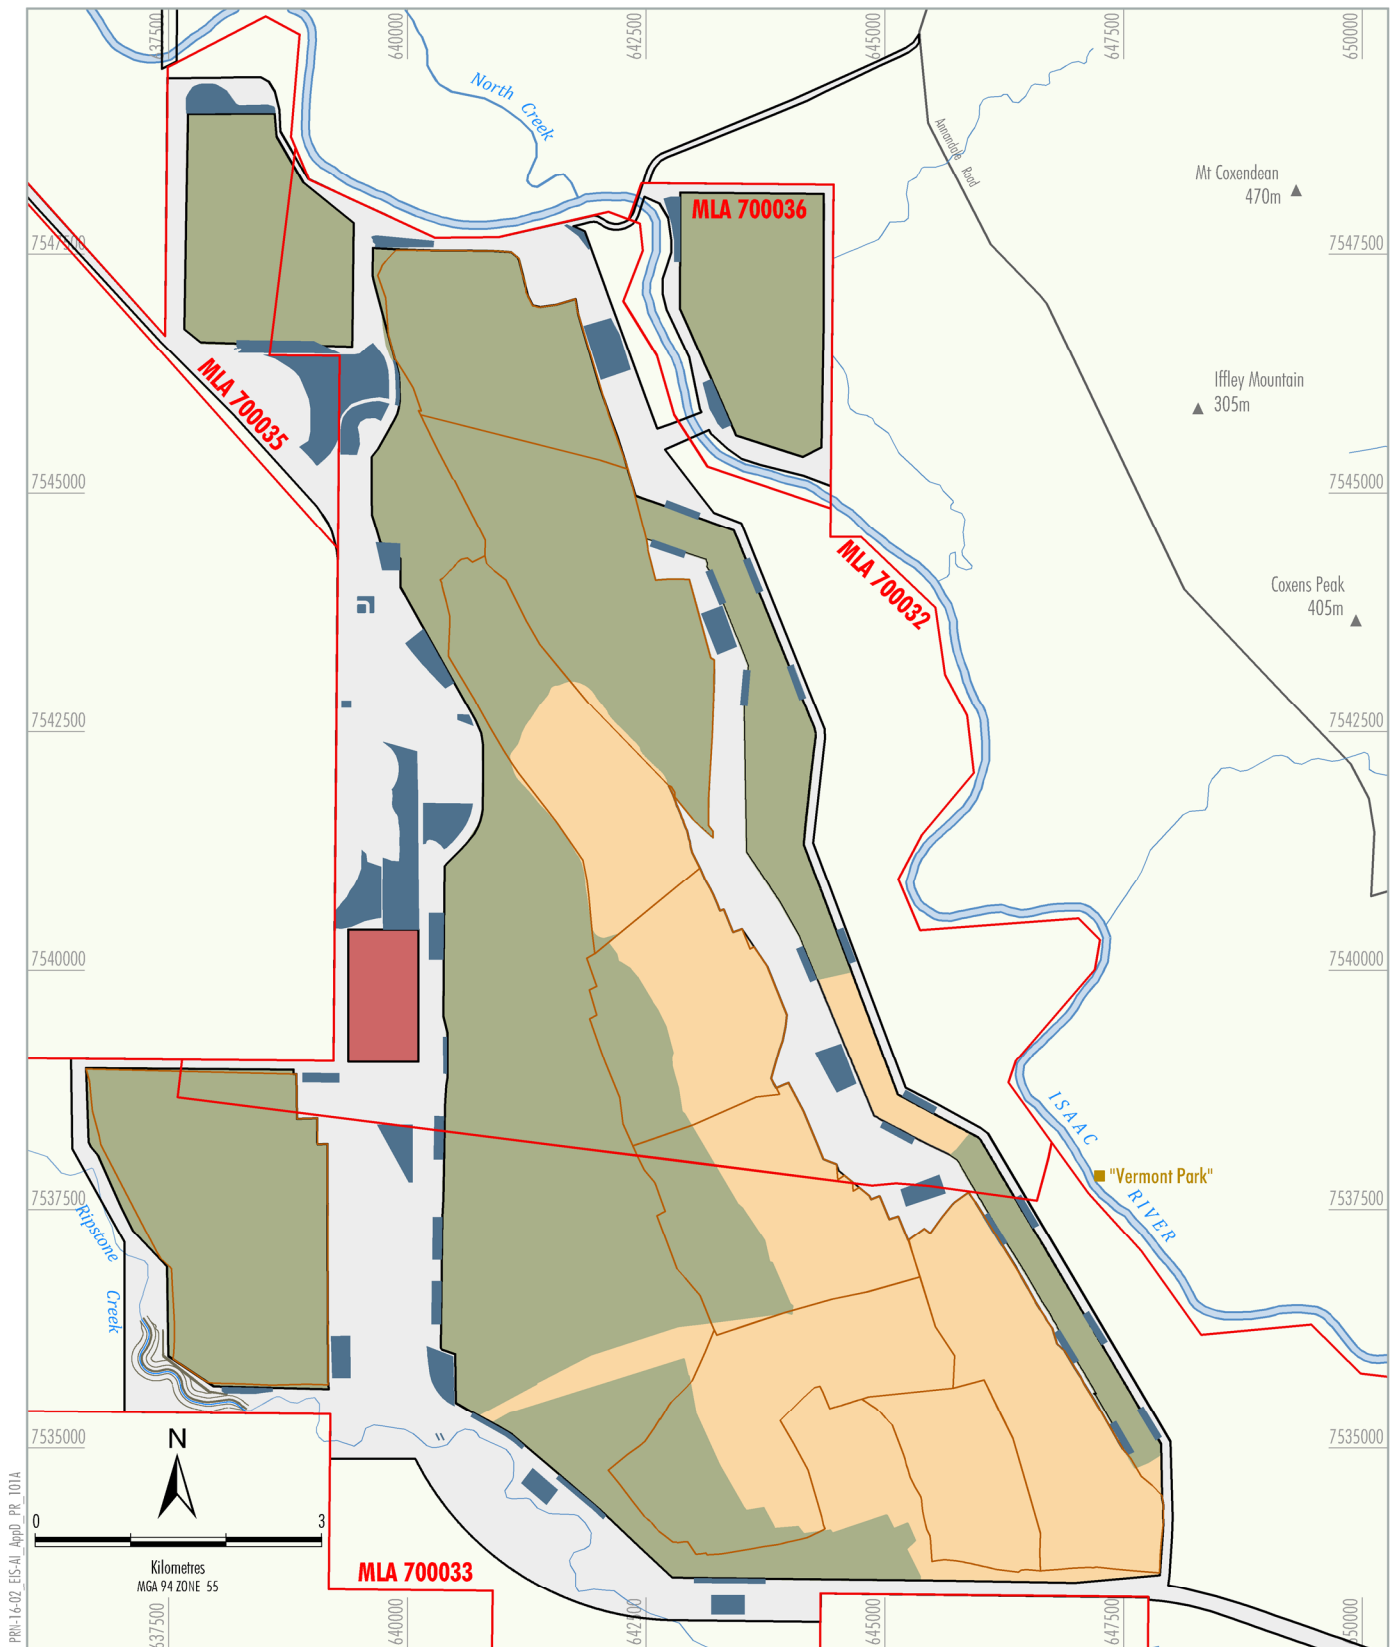 637500
640000
642500
645000
647500
650000
North Creek
Annandale Road
Mt Coxendean
470m
MLA 700036
7547500
7547500
MLA 700035
Iffley Mountain
305m
7545000
7545000
MLA 700032
Coxens Peak
405m
7542500
7542500
7540000
7540000
ISAAC RIVER
"Vermont Park"
7537500
7537500
Ripstone Creek
7535000
7535000
N
0 3
Kilometres
MGA 94 ZONE 55
MLA 700033
637500
640000
642500
645000
647500
650000
PRN-16-02_EIS-AI_AppD_PR_101A